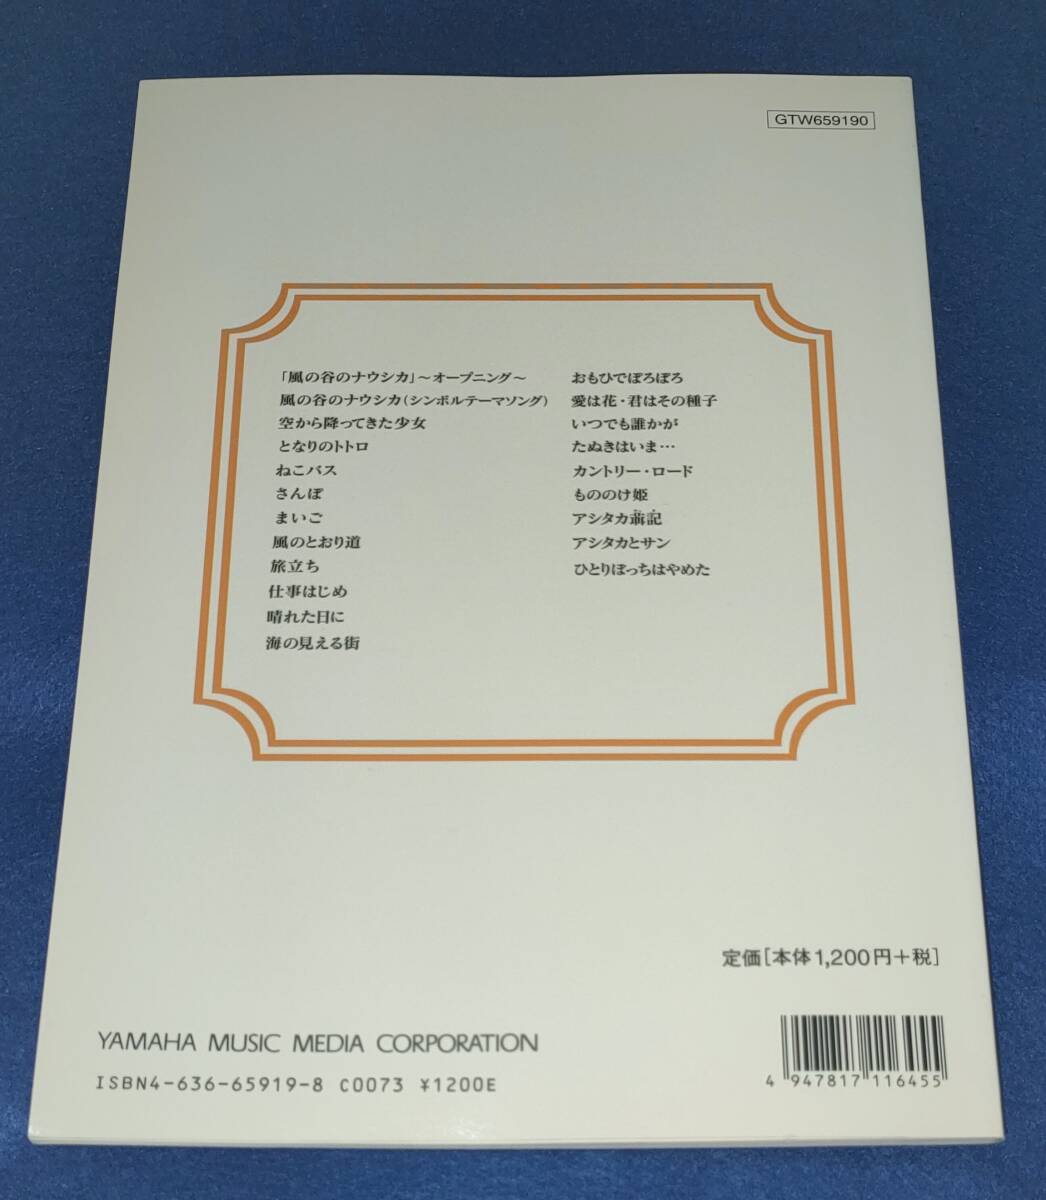 GTW659190
「風の谷のナウシカ」～オープニング～
風の谷のナウシカ(シンボルテーマソング)
空から降ってきた少女
となりのトトロ
ねこバス
さんぽ
まいご
風のとおり道
旅立ち
仕事はじめ
晴れた日に
海の見える街
おもひでぽろぽろ
愛は花・君はその種子
いつでも誰かが
たぬきはいま…
カントリー・ロード
もののけ姫
アシタカ𦻙記
アシタカとサン
ひとりぼっちはやめた
定価[本体1,200円+税]
YAMAHA MUSIC MEDIA CORPORATION
ISBN4-636-65919-8 C0073 ¥1200E
4 947817 116455